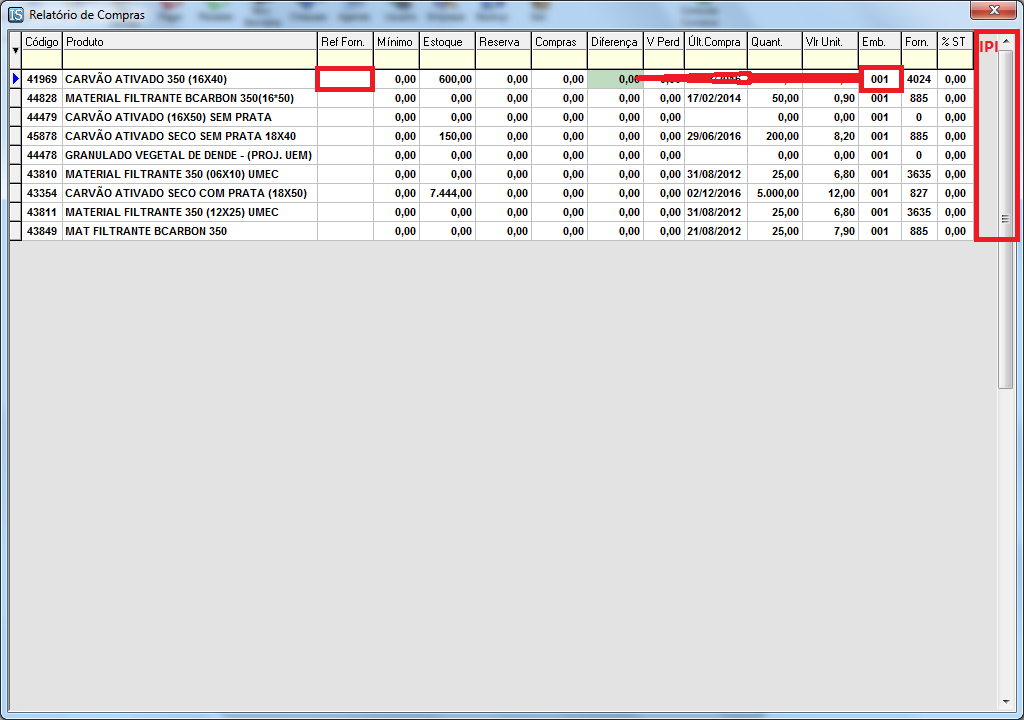 Relatório de Compras
Código Produto Ref Forn. Mínimo Estoque Reserva Compras Diferença V Perd Últ.Compra Quant. Vlr Unit. Emb. Forn. % ST IPI
41969 CARVÃO ATIVADO 350 (16X40) 0,00 600,00 0,00 0,00 0,00 0,00 001 4024 0,00
44828 MATERIAL FILTRANTE BCARBON 350(16*50) 0,00 0,00 0,00 0,00 0,00 0,00 17/02/2014 50,00 0,90 001 885 0,00
44479 CARVÃO ATIVADO (16X50) SEM PRATA 0,00 0,00 0,00 0,00 0,00 0,00 0,00 0,00 001 0 0,00
45878 CARVÃO ATIVADO SECO SEM PRATA 18X40 0,00 150,00 0,00 0,00 0,00 0,00 29/06/2016 200,00 8,20 001 885 0,00
44478 GRANULADO VEGETAL DE DENDE - (PROJ. UEM) 0,00 0,00 0,00 0,00 0,00 0,00 0,00 0,00 001 0 0,00
43810 MATERIAL FILTRANTE 350 (06X10) UMEC 0,00 0,00 0,00 0,00 0,00 0,00 31/08/2012 25,00 6,80 001 3635 0,00
43354 CARVÃO ATIVADO SECO COM PRATA (18X50) 0,00 7.444,00 0,00 0,00 0,00 0,00 02/12/2016 5.000,00 12,00 001 827 0,00
43811 MATERIAL FILTRANTE 350 (12X25) UMEC 0,00 0,00 0,00 0,00 0,00 0,00 31/08/2012 25,00 6,80 001 3635 0,00
43849 MAT FILTRANTE BCARBON 350 0,00 0,00 0,00 0,00 0,00 0,00 21/08/2012 25,00 7,90 001 885 0,00